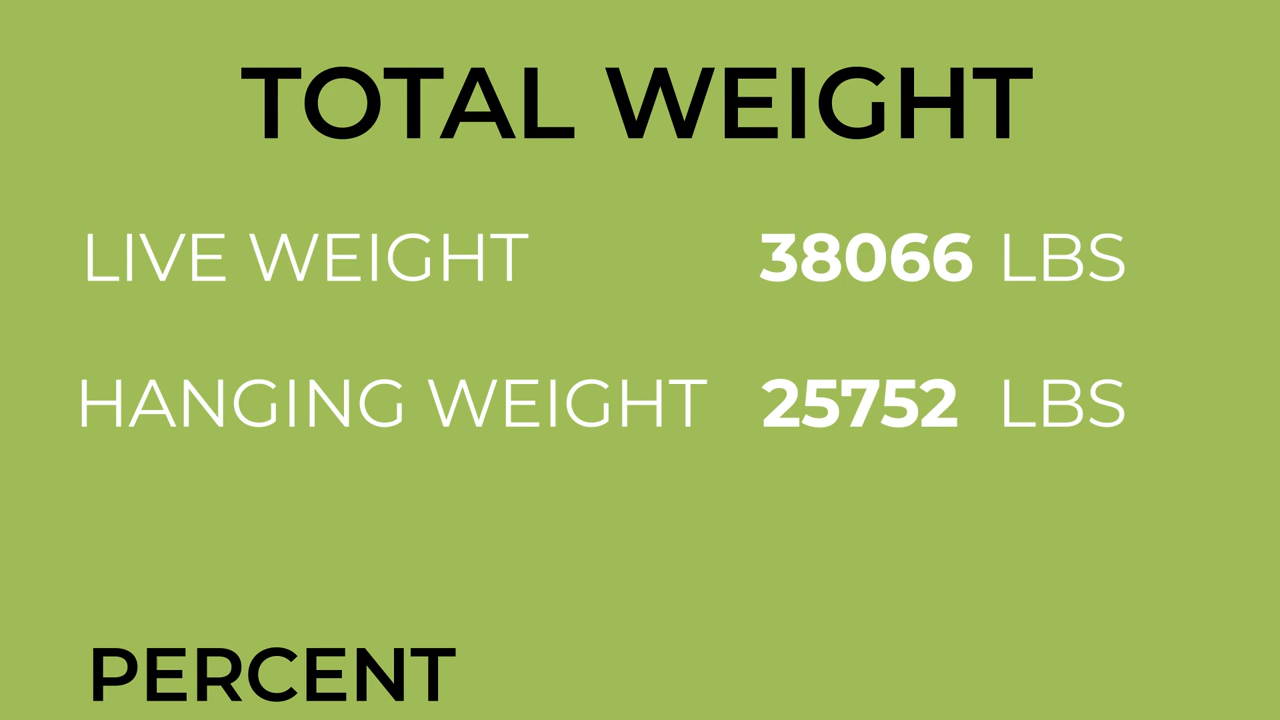 TOTAL WEIGHT
LIVE WEIGHT 38066 LBS
HANGING WEIGHT 25752 LBS
PERCENT